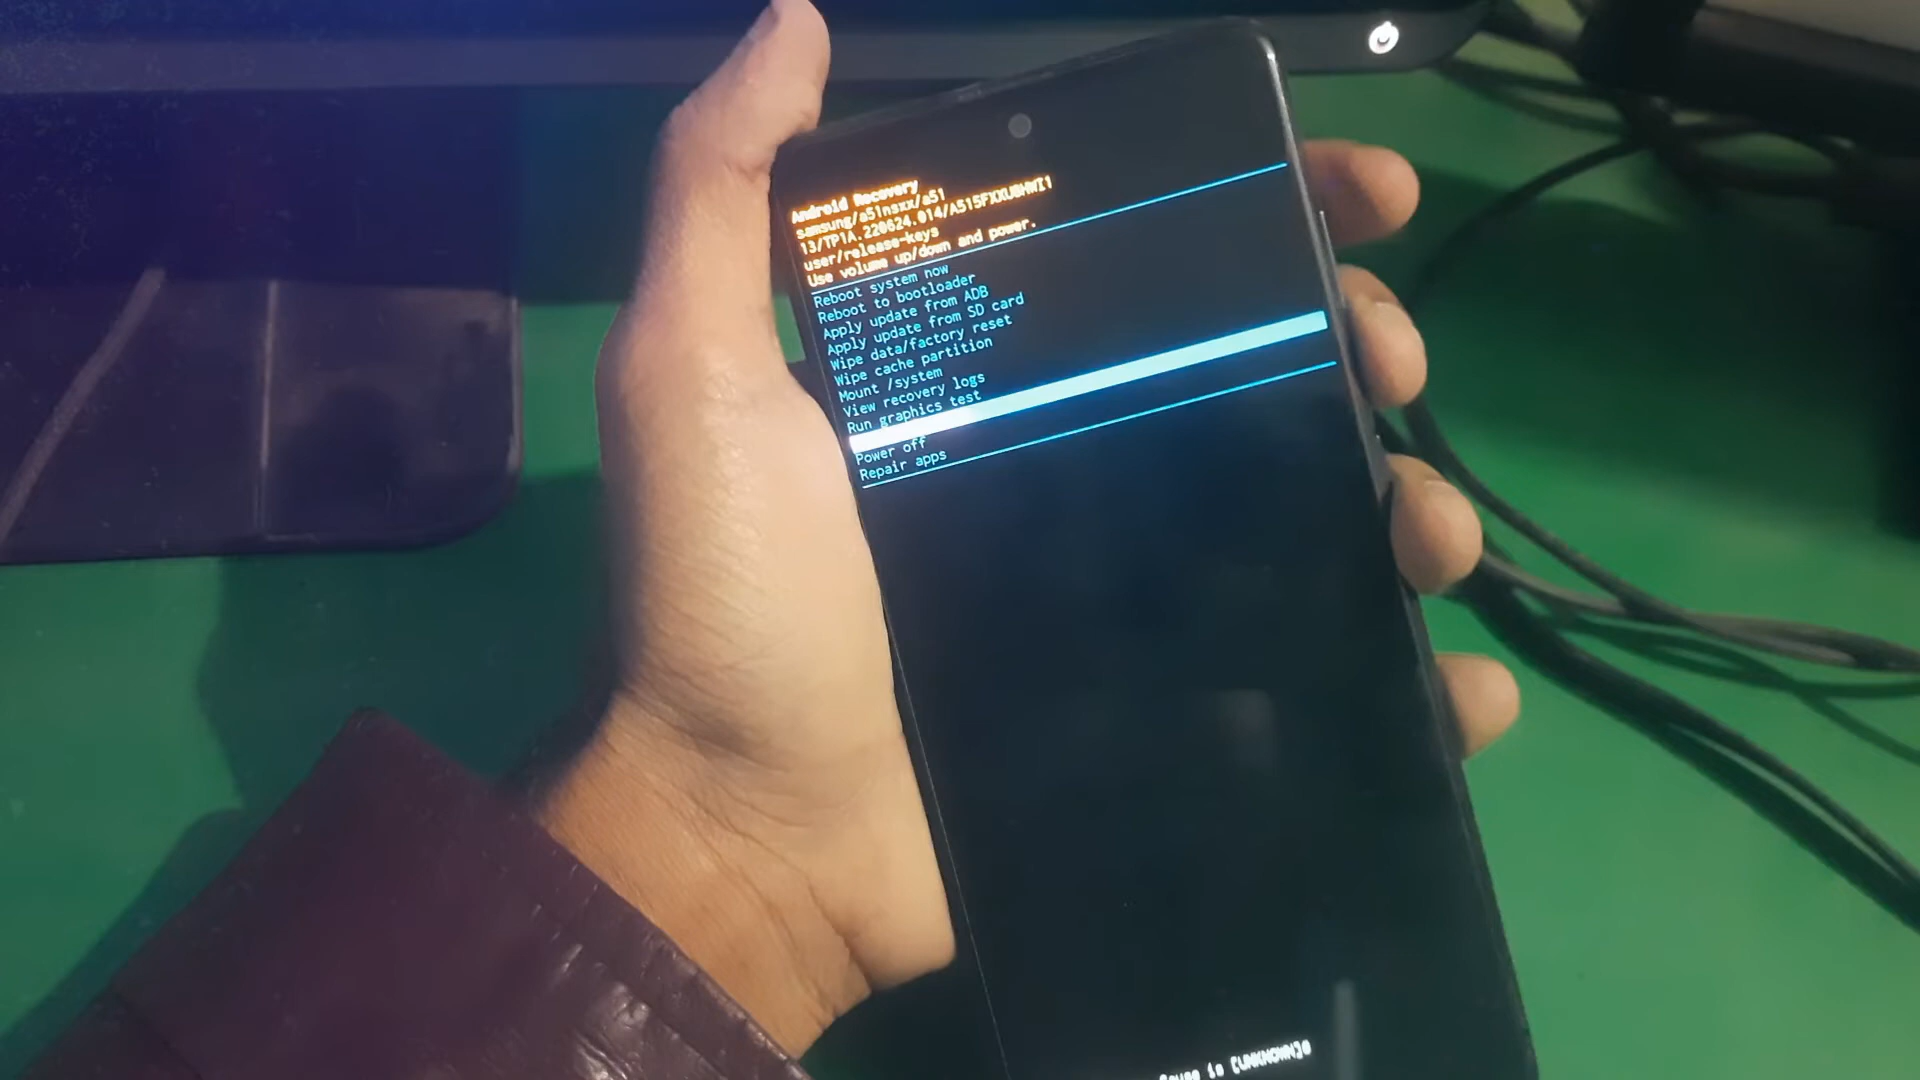 Android Recovery
samsung/a51nsxx/a51
13/TP1A.220624.014/A515FXXU8HWI1
user/release-keys
Use volume up/down and power.
Reboot system now
Reboot to bootloader
Apply update from ADB
Apply update from SD card
Wipe data/factory reset
Wipe cache partition
Mount /system
View recovery logs
Run graphics test
Power off
Repair apps
is [UNKNOWN]@